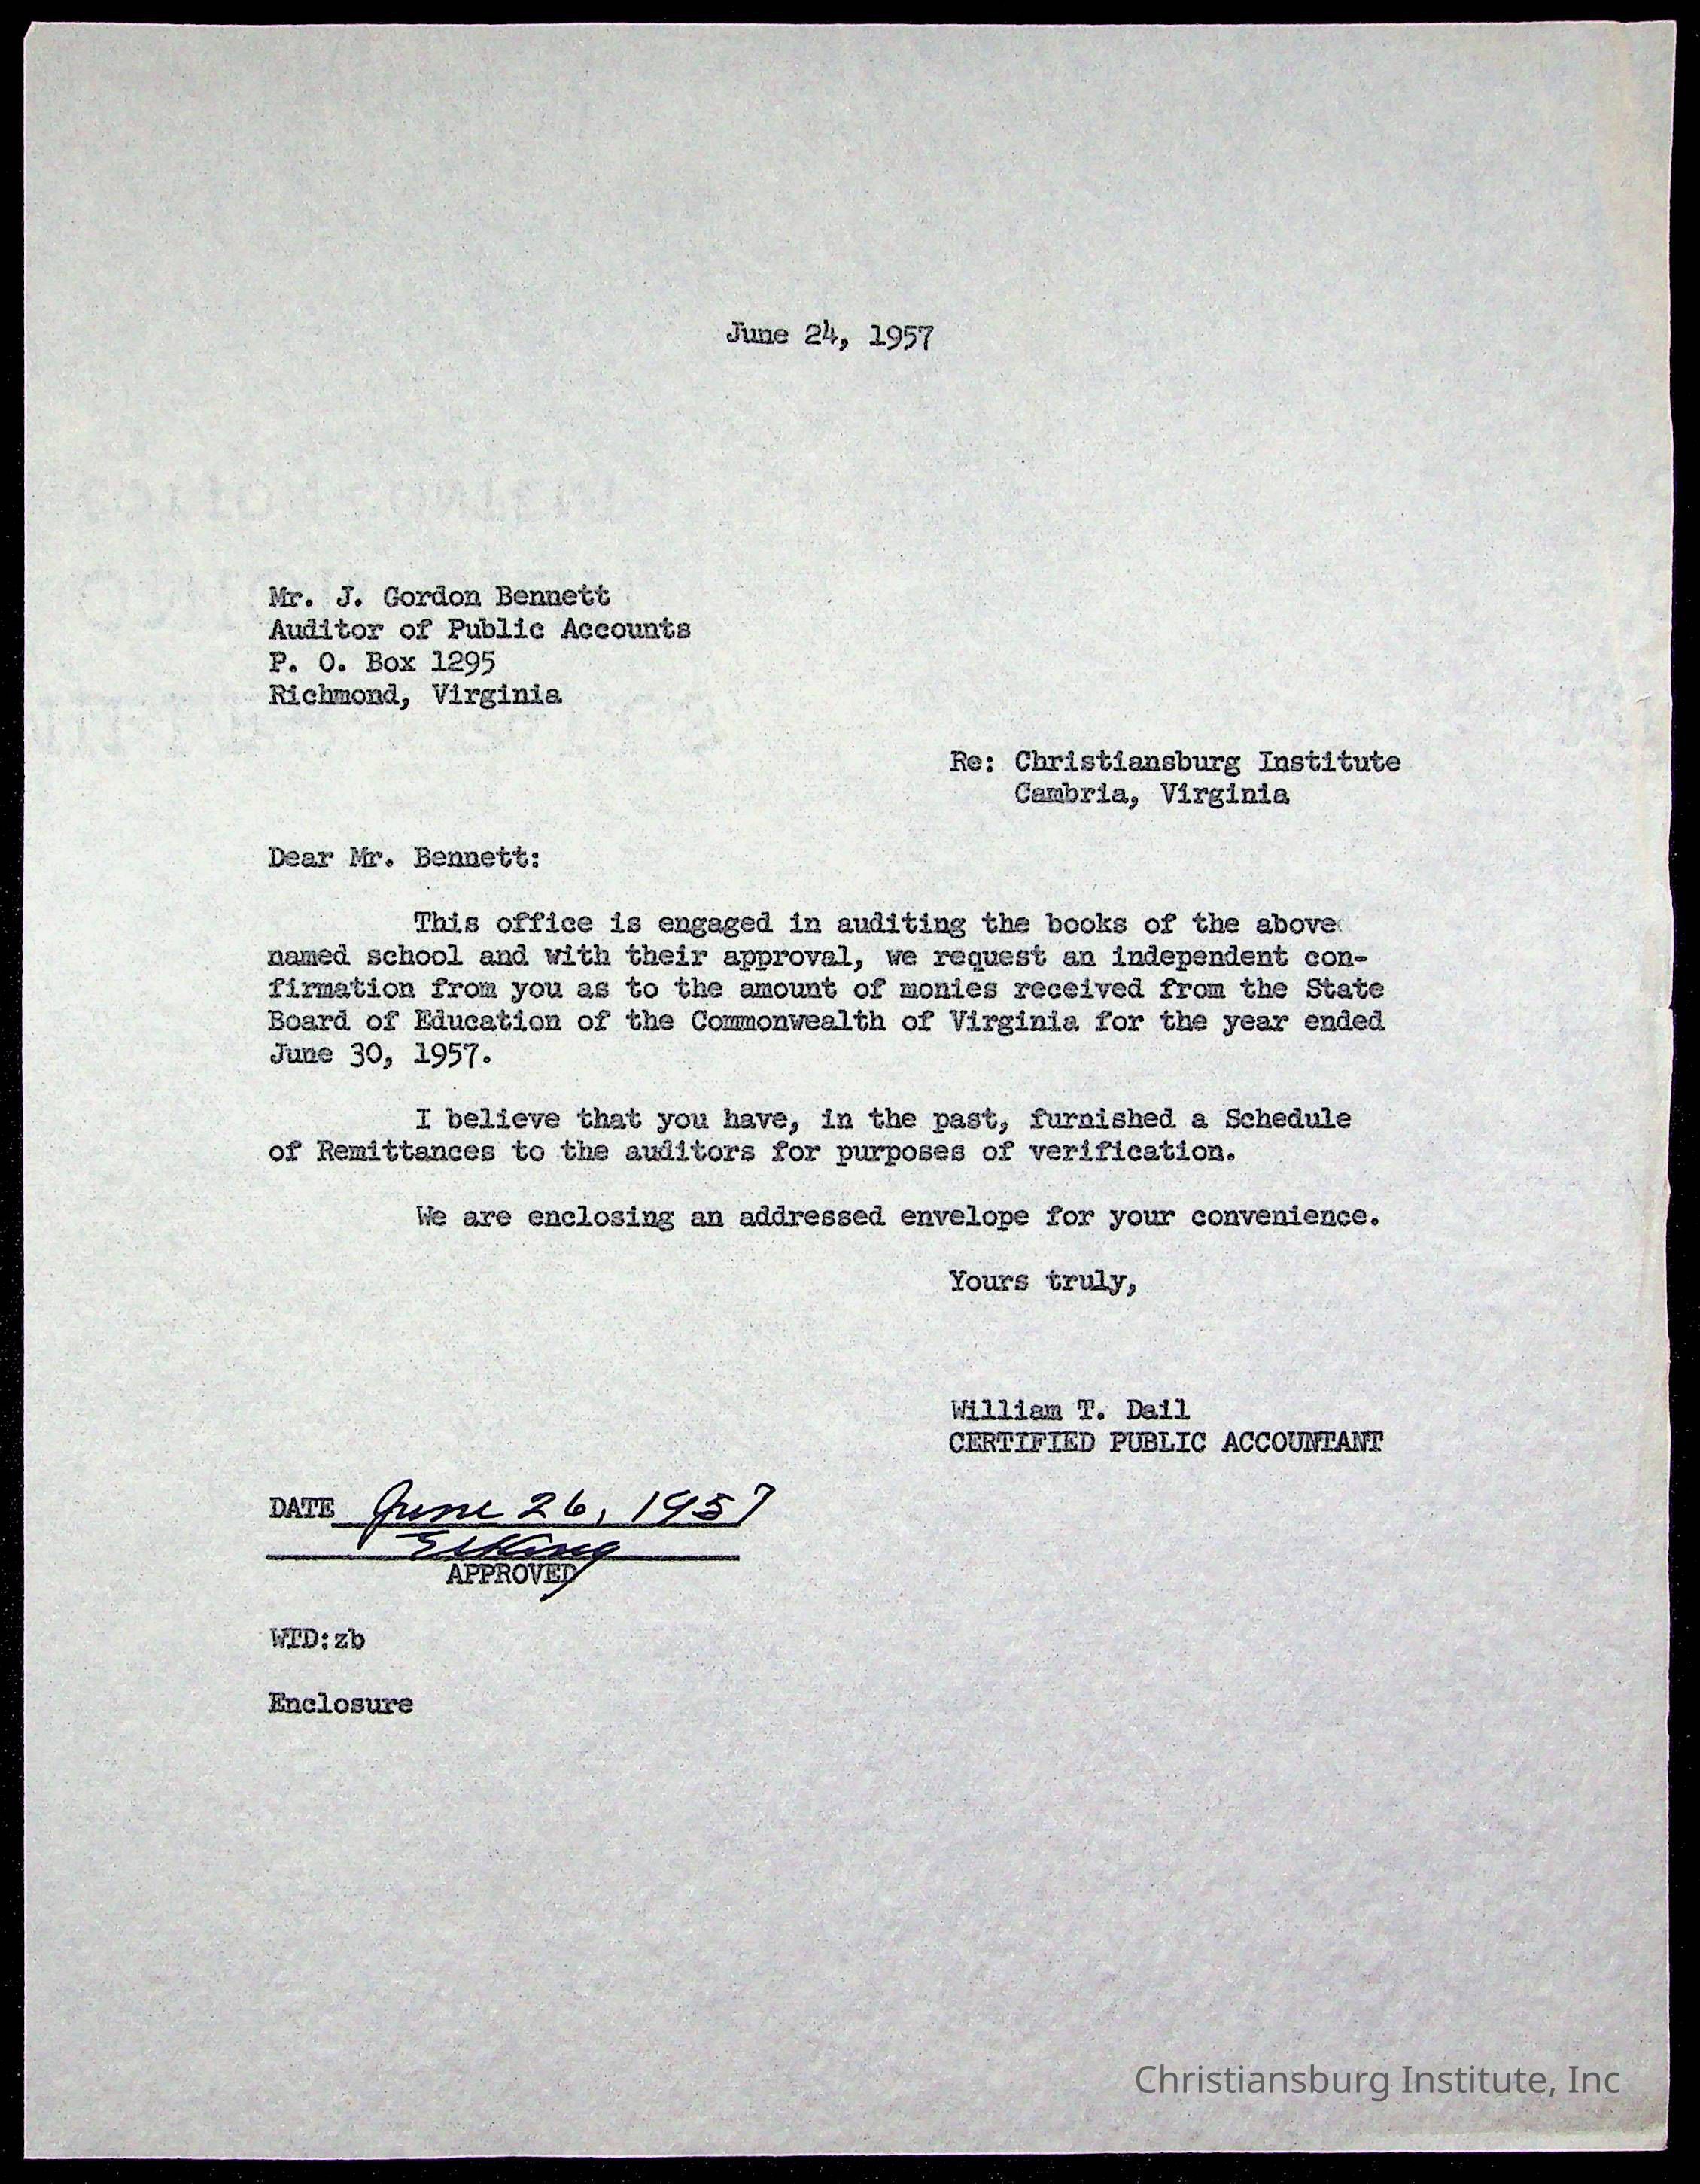 June 24, 1957
Mr. J. Gordon Bennett
Auditor of Public Accounts
P. O. Box 1295
Richmond, Virginia
Re: Christiansburg Institute
Cambria, Virginia
Dear Mr. Bennett:
This office is engaged in auditing the books of the above
named school and with their approval, we request an independent con-
firmation from you as to the amount of monies received from the State
Board of Education of the Commonwealth of Virginia for the year ended
June 30, 1957.
I believe that you have, in the past, furnished a Schedule
of Remittances to the auditors for purposes of verification.
We are enclosing an addressed envelope for your convenience.
Yours truly,
William T. Dail
CERTIFIED PUBLIC ACCOUNTANT
DATE June 26, 1957
APPROVED
WTD:zb
Enclosure
Christiansburg Institute, Inc